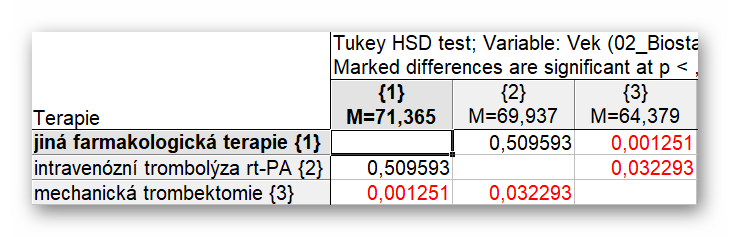 Tukey HSD test; Variable: Vek (02_Biosta
Marked differences are significant at p < ,
Terapie {1} {2} {3}
M=71,365 M=69,937 M=64,379
jiná farmakologická terapie {1} 0,509593 0,001251
intravenózní trombolýza rt-PA {2} 0,509593 0,032293
mechanická trombektomie {3} 0,001251 0,032293